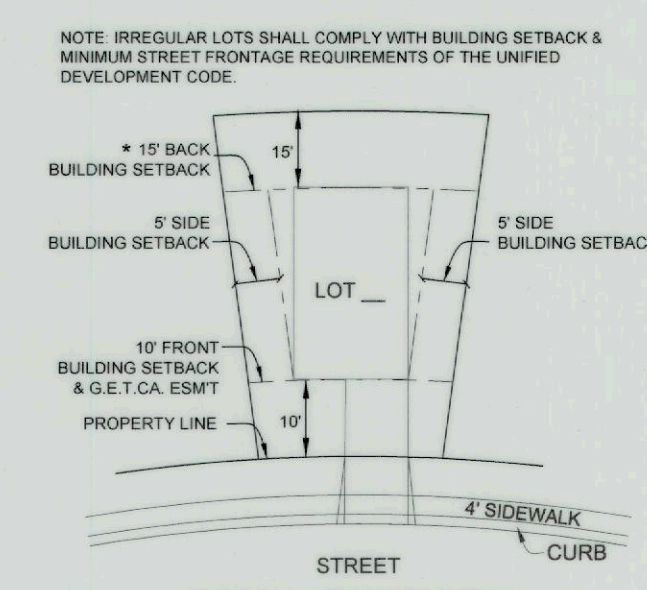 NOTE: IRREGULAR LOTS SHALL COMPLY WITH BUILDING SETBACK &
MINIMUM STREET FRONTAGE REQUIREMENTS OF THE UNIFIED
DEVELOPMENT CODE.
* 15' BACK
BUILDING SETBACK
15'
5' SIDE
BUILDING SETBACK
5' SIDE
BUILDING SETBAC
LOT __
10' FRONT
BUILDING SETBACK
& G.E.T.CA. ESM'T
PROPERTY LINE
10'
4' SIDEWALK
CURB
STREET